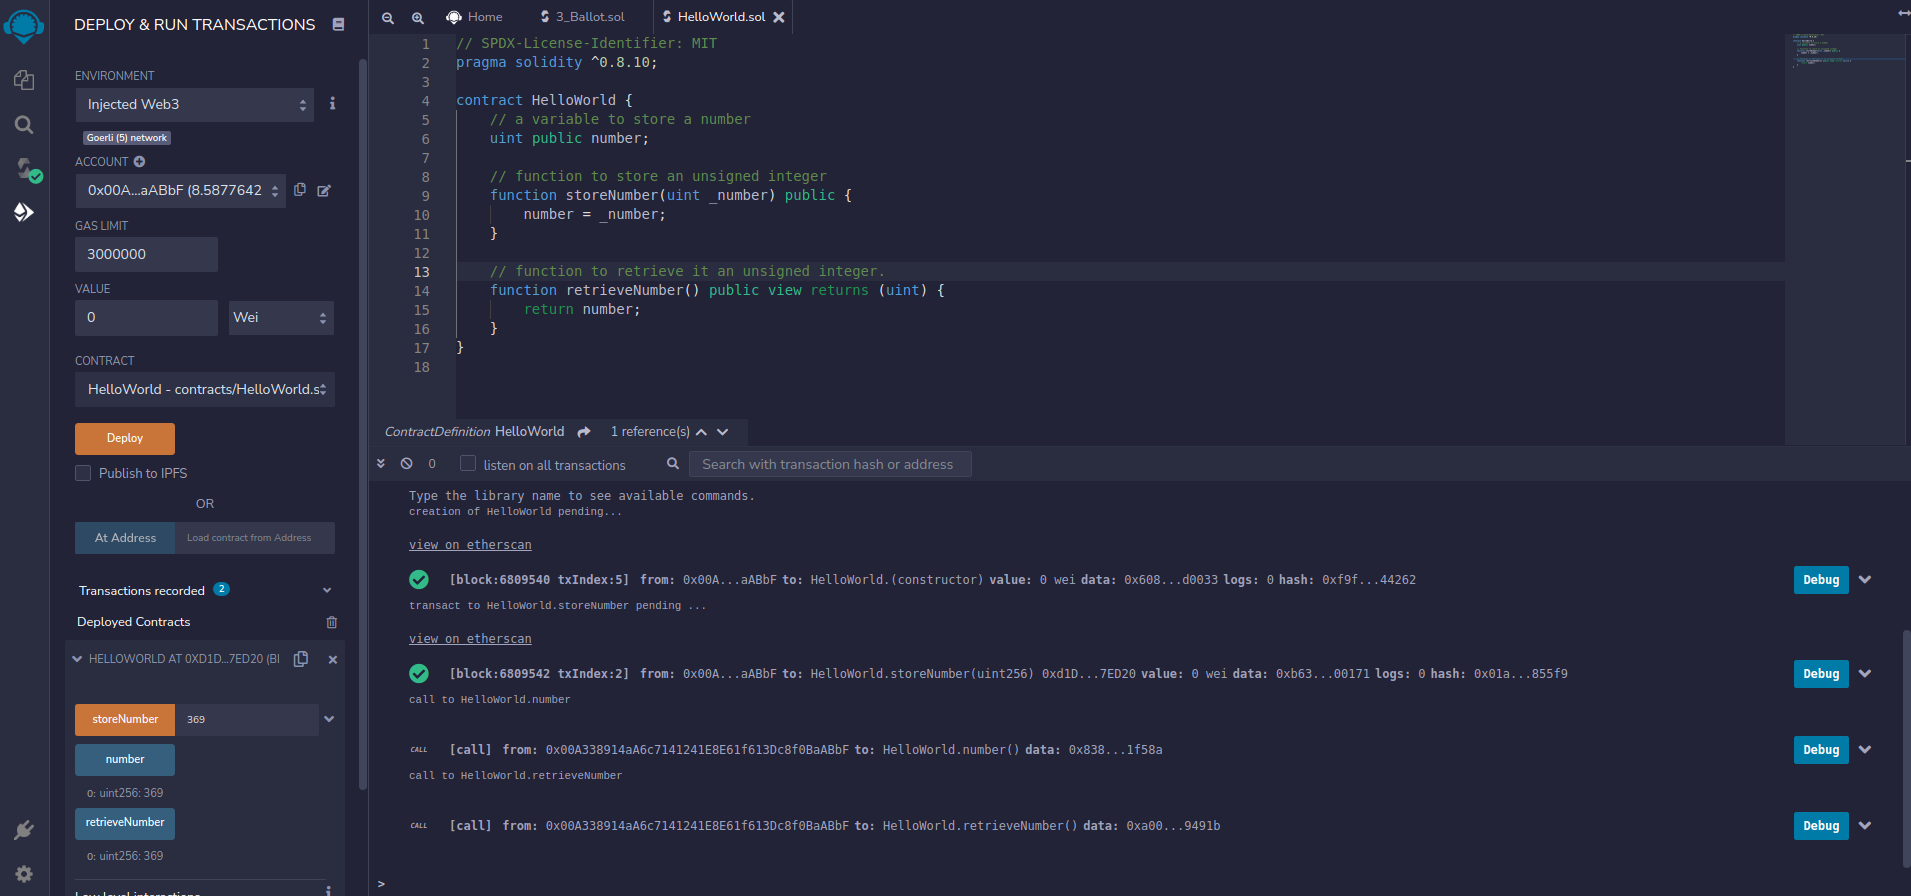 DEPLOY & RUN TRANSACTIONS
ENVIRONMENT
Injected Web3
Goerli (5) network
ACCOUNT
0x00A...aABbF (8.5877642
GAS LIMIT
3000000
VALUE
0
Wei
CONTRACT
HelloWorld - contracts/HelloWorld.s
Deploy
Publish to IPFS
OR
At Address
Load contract from Address
Transactions recorded 2
Deployed Contracts
HELLOWORLD AT 0XD1D...7ED20 (Bl
storeNumber
369
number
0: uint256: 369
retrieveNumber
0: uint256: 369
Low level interactions
Home
3_Ballot.sol
HelloWorld.sol
1 // SPDX-License-Identifier: MIT
2 pragma solidity ^0.8.10;
3
4 contract HelloWorld {
5 // a variable to store a number
6 uint public number;
7
8 // function to store an unsigned integer
9 function storeNumber(uint _number) public {
10 number = _number;
11 }
12
13 // function to retrieve it an unsigned integer.
14 function retrieveNumber() public view returns (uint) {
15 return number;
16 }
17 }
18
ContractDefinition HelloWorld 1 reference(s)
0
listen on all transactions
Search with transaction hash or address
Type the library name to see available commands.
creation of HelloWorld pending...
view on etherscan
[block:6809540 txIndex:5] from: 0x00A...aABbF to: HelloWorld.(constructor) value: 0 wei data: 0x608...d0033 logs: 0 hash: 0xf9f...44262
Debug
transact to HelloWorld.storeNumber pending ...
view on etherscan
[block:6809542 txIndex:2] from: 0x00A...aABbF to: HelloWorld.storeNumber(uint256) 0xd1D...7ED20 value: 0 wei data: 0xb63...00171 logs: 0 hash: 0x01a...855f9
Debug
call to HelloWorld.number
CALL [call] from: 0x00A338914aA6c7141241E8E61f613Dc8f0BaABbF to: HelloWorld.number() data: 0x838...1f58a
Debug
call to HelloWorld.retrieveNumber
CALL [call] from: 0x00A338914aA6c7141241E8E61f613Dc8f0BaABbF to: HelloWorld.retrieveNumber() data: 0xa00...9491b
Debug
>